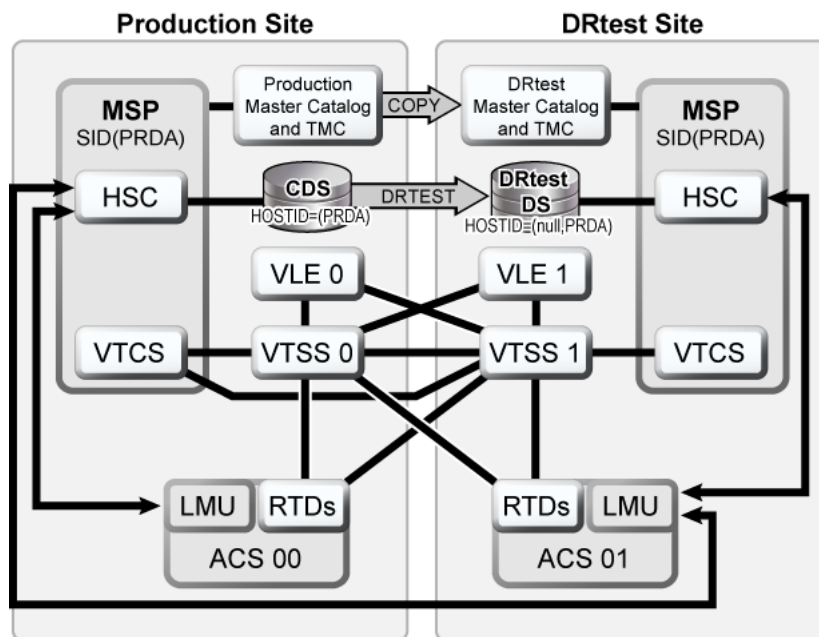 Production Site
DRtest Site
MSP
SID(PRDA)
Production
Master Catalog
and TMC
COPY
DRtest
Master Catalog
and TMC
MSP
SID(PRDA)
HSC
CDS
HOSTID=(PRDA)
DRTEST
DRtest
DS
HOSTID=(null,PRDA)
HSC
VLE 0
VLE 1
VTCS
VTSS 0
VTSS 1
VTCS
LMU
RTDs
ACS 00
RTDs
LMU
ACS 01